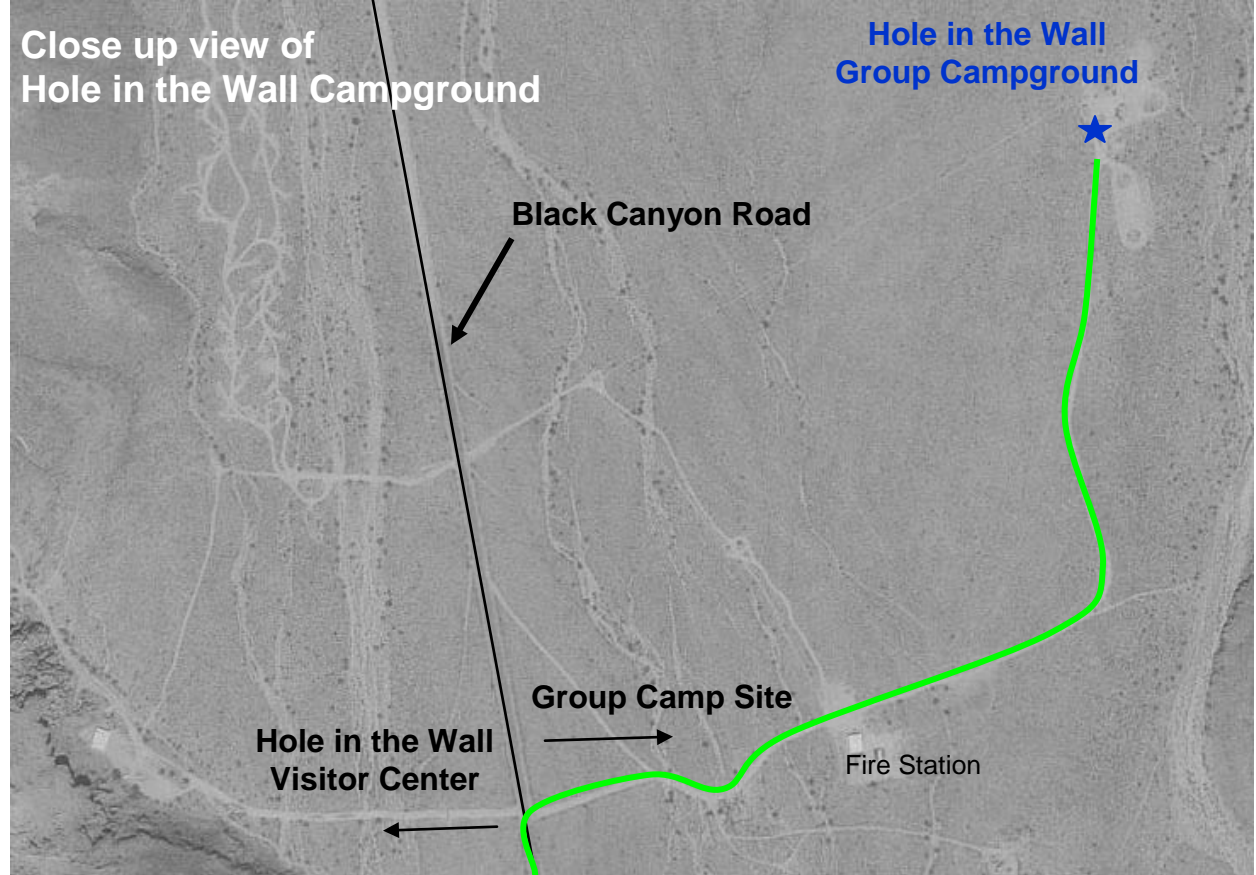 Close up view of
Hole in the Wall Campground
Hole in the Wall
Group Campground
Black Canyon Road
Group Camp Site
Hole in the Wall
Visitor Center
Fire Station